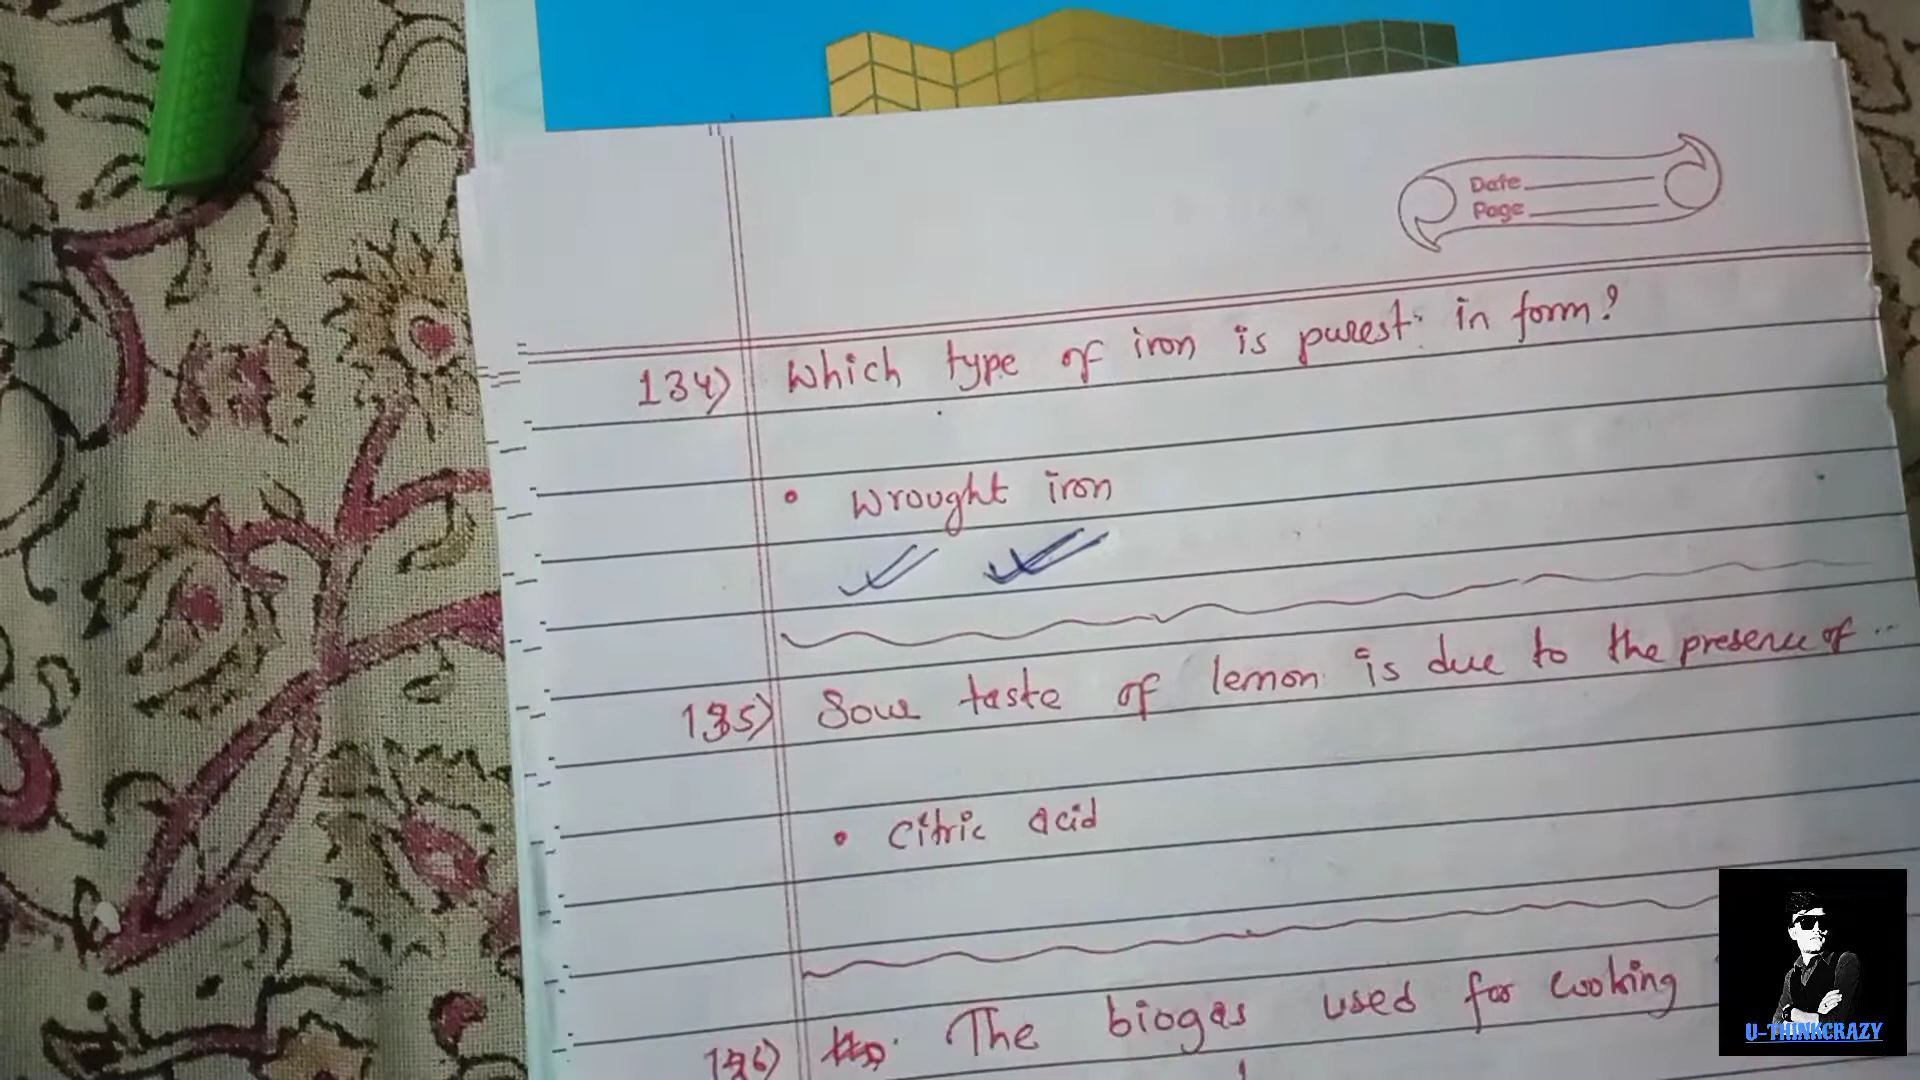 Date
Page
134) Which type of iron is purest in form?
• Wrought iron
135) Sour taste of lemon is due to the presence of ..
• Citric acid
136) The biogas used for cooking
U-THINKCRAZY